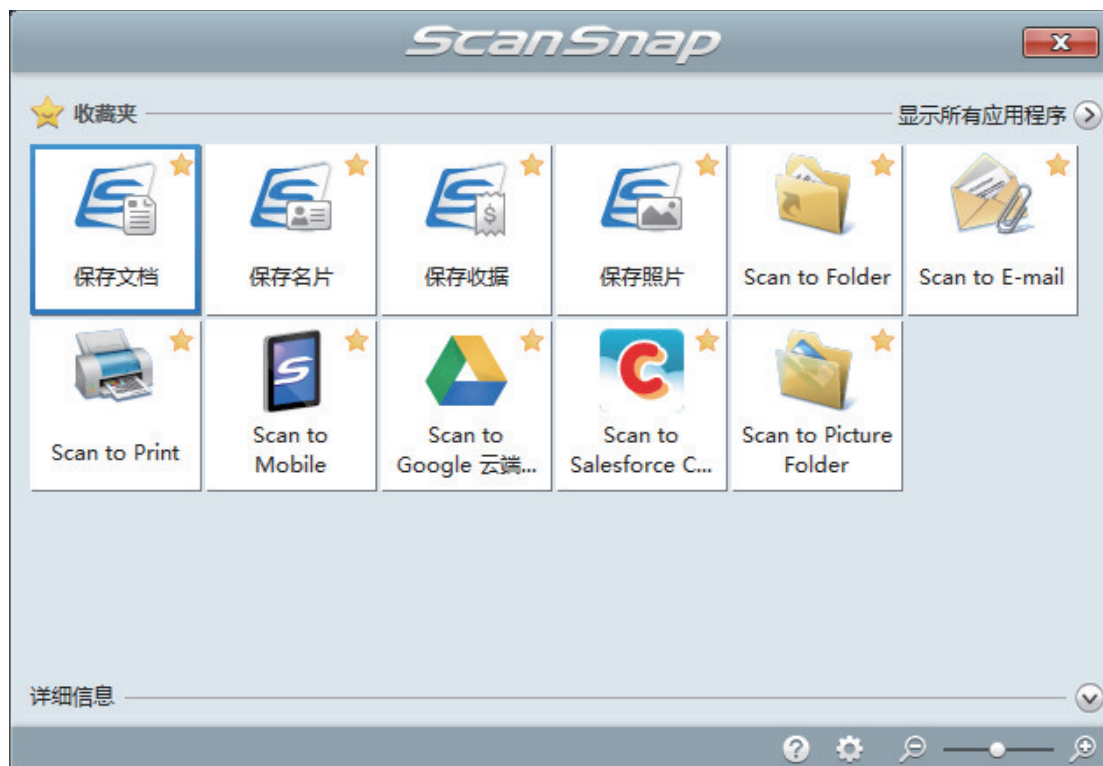 ScanSnap
收藏夹
显示所有应用程序
保存文档
保存名片
保存收据
保存照片
Scan to Folder
Scan to E-mail
Scan to Print
Scan to
Mobile
Scan to
Google 云端...
Scan to
Salesforce C...
Scan to Picture
Folder
详细信息